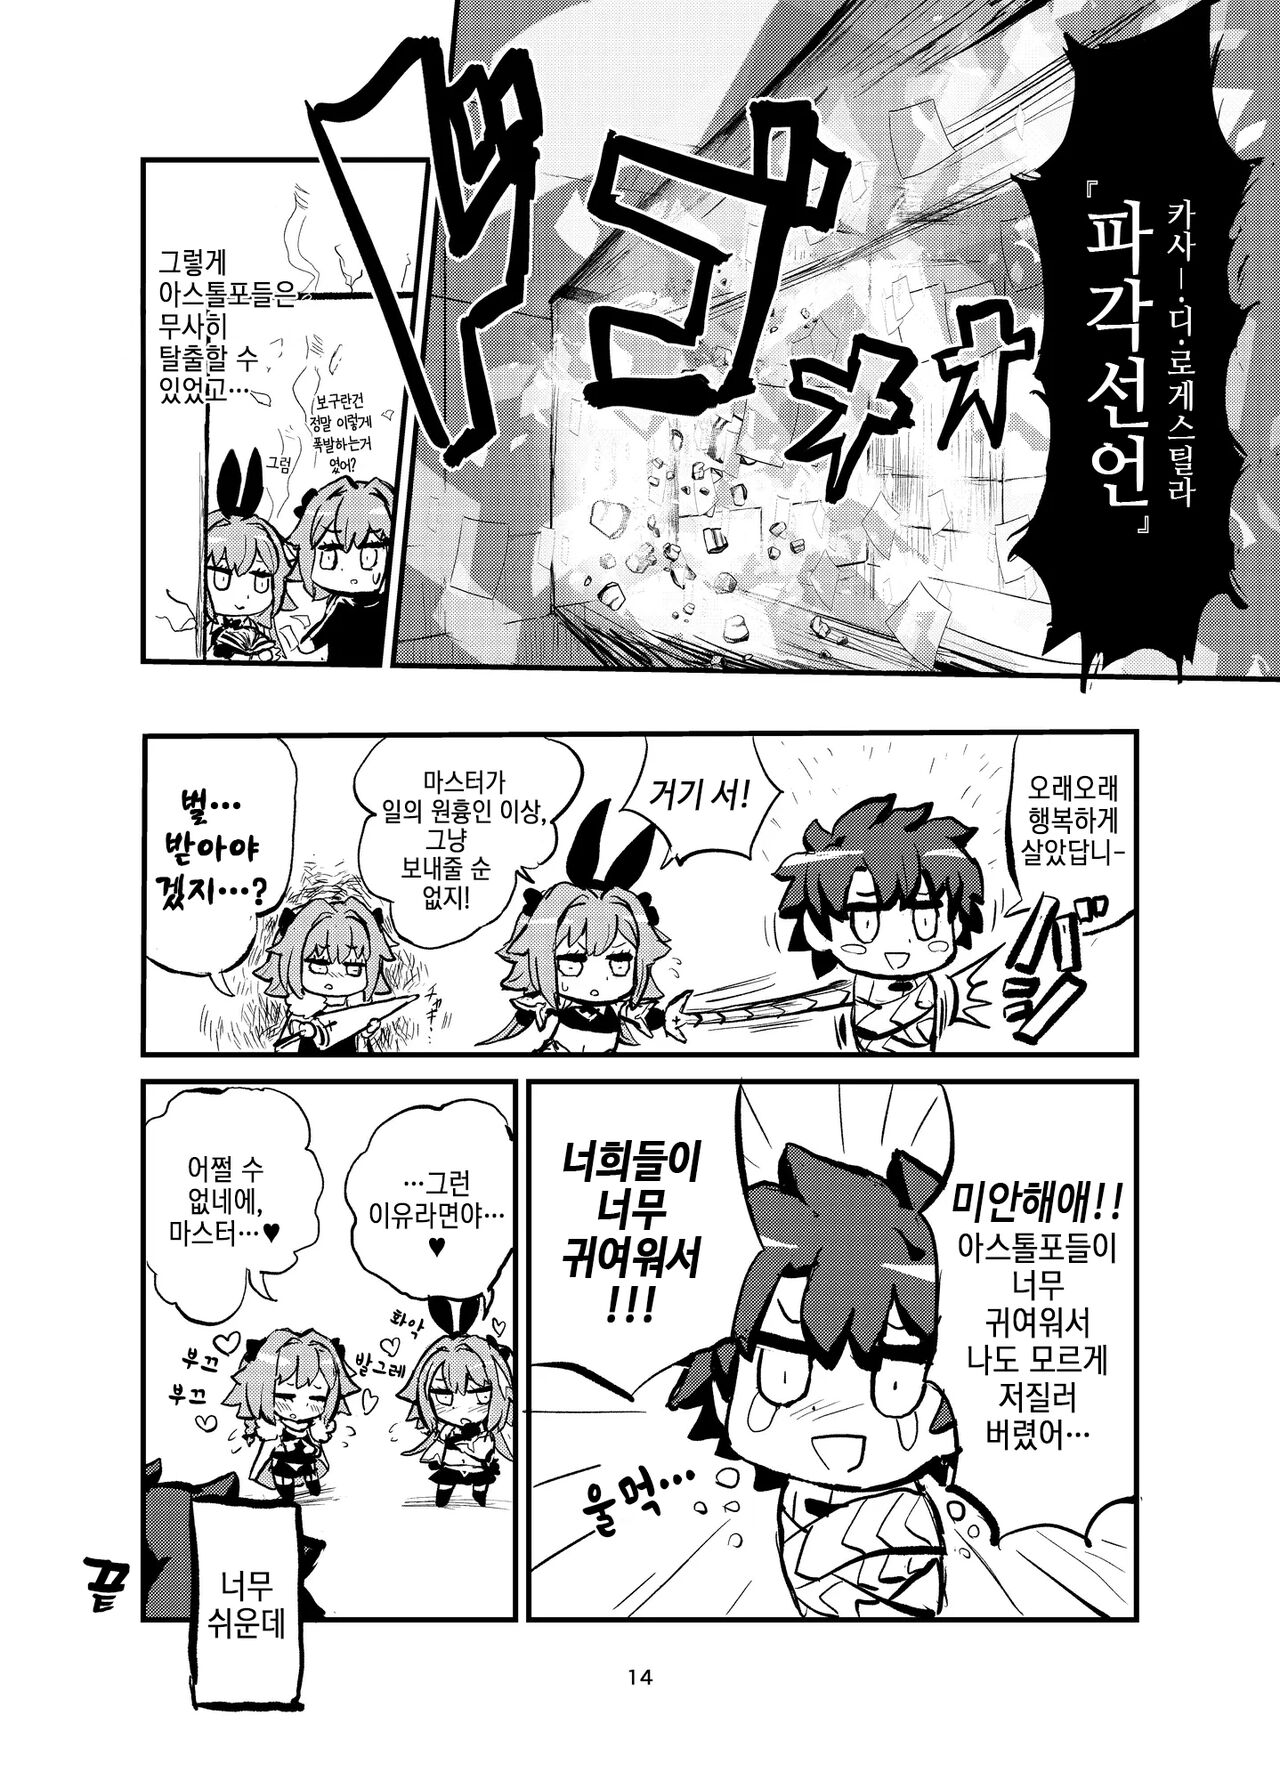 카사—·디·로게스틸라
『파각선언』
ドゴオオ
그렇게
아스톨포들은
무사히
탈출할 수
있었고…
보구란건
정말 이렇게
폭발하는거
였어?
그럼
오래오래
행복하게
살았답니-
거기 서!
마스터가
일의 원흉인 이상,
그냥
보내줄 순
없지!
벌…
받아야
겠지…?
미안해애!!
아스톨포들이
너무
귀여워서
나도 모르게
저질러
버렸어…
너희들이
너무
귀여워서
!!!
울먹…
…그런
이유라면야…
♥
어쩔 수
없네에,
마스터…♥
화악
발그레
부끄
부끄
너무
쉬운데
끝
14